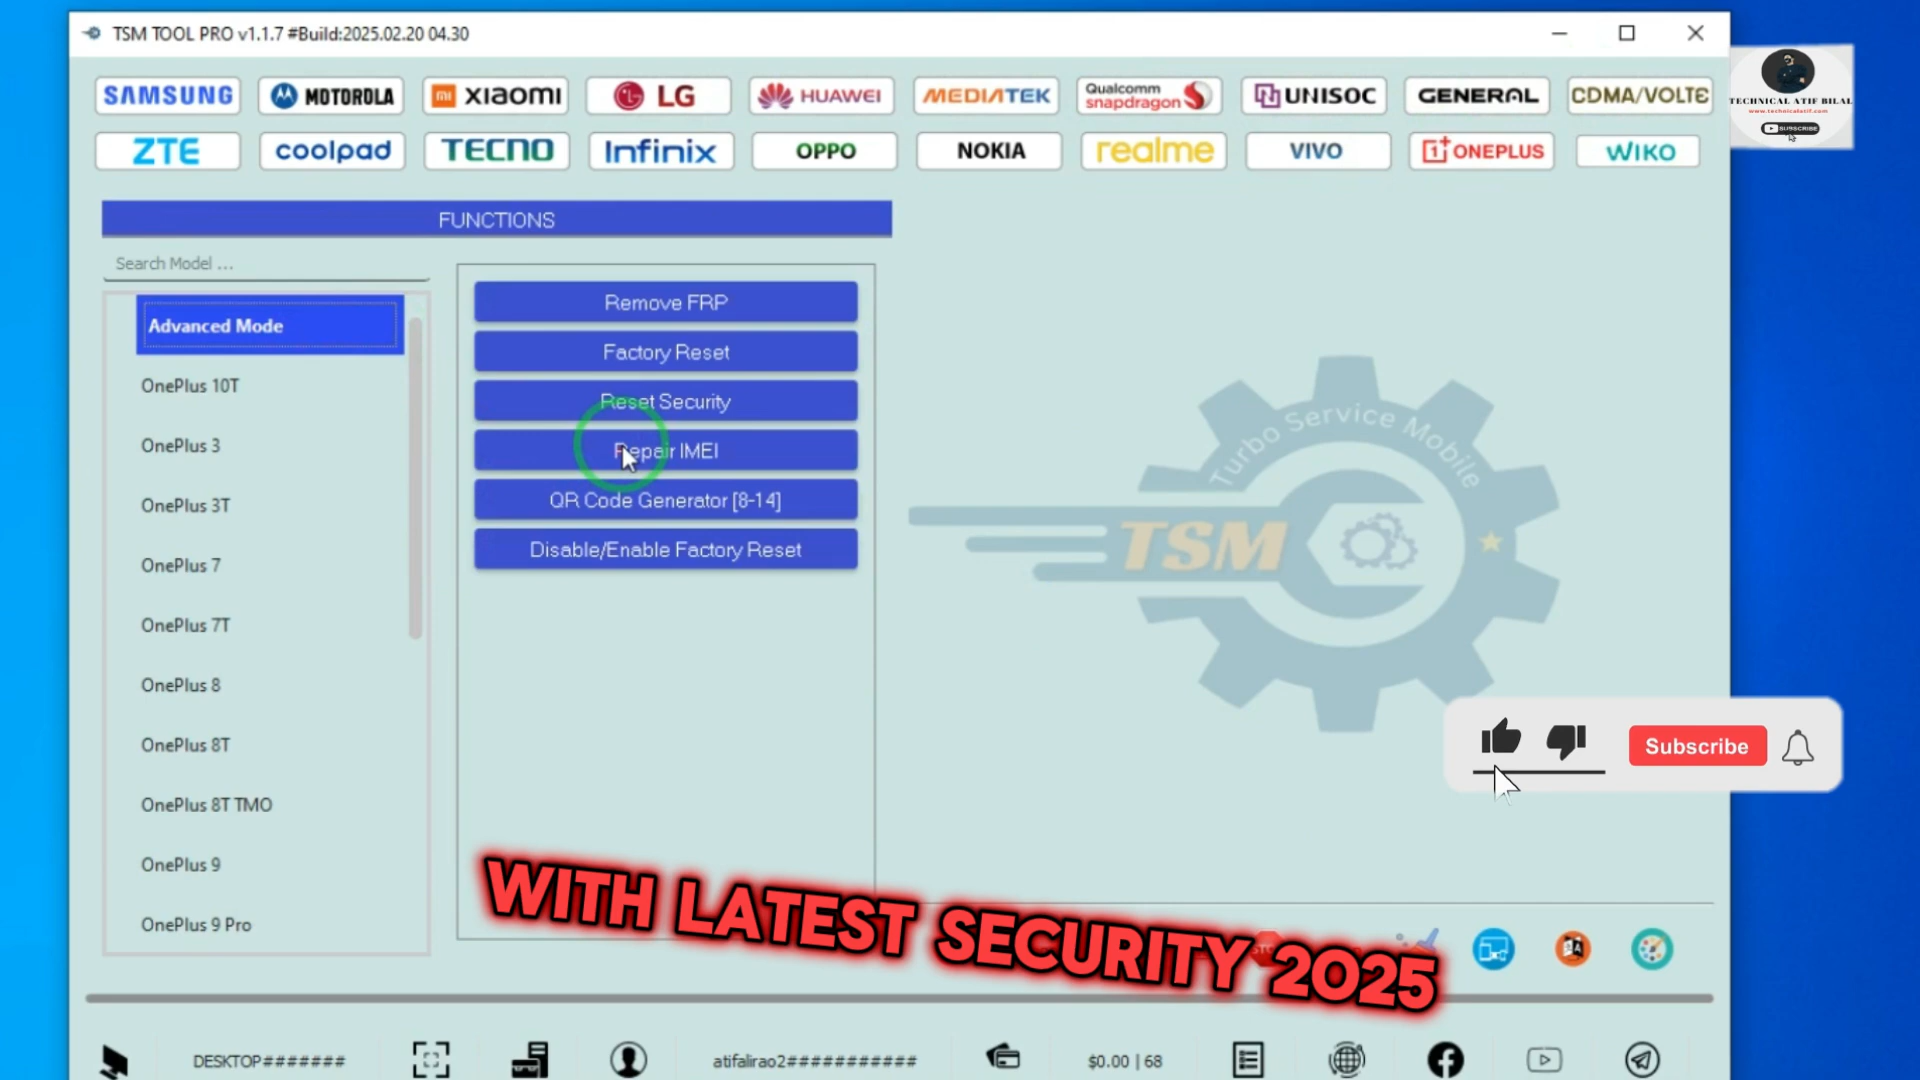 TSM TOOL PRO v1.1.7 #Build:2025.02.20 04.30
SAMSUNG MOTOROLA xiaomi LG HUAWEI MEDIATEK Qualcomm snapdragon UNISOC GENERAL CDMA/VOLTE
ZTE coolpad TECNO Infinix OPPO NOKIA realme VIVO ONEPLUS WIKO
TECHNICAL ATIF BILAL
www.technicalatif.com
SUBSCRIBE
FUNCTIONS
Search Model ...
Advanced Mode
OnePlus 10T
OnePlus 3
OnePlus 3T
OnePlus 7
OnePlus 7T
OnePlus 8
OnePlus 8T
OnePlus 8T TMO
OnePlus 9
OnePlus 9 Pro
Remove FRP
Factory Reset
Reset Security
Repair IMEI
QR Code Generator [8-14]
Disable/Enable Factory Reset
Turbo Service Mobile
TSM
Subscribe
WITH LATEST SECURITY 2025
DESKTOP#######
atifalirao2###########
$0.00 | 68